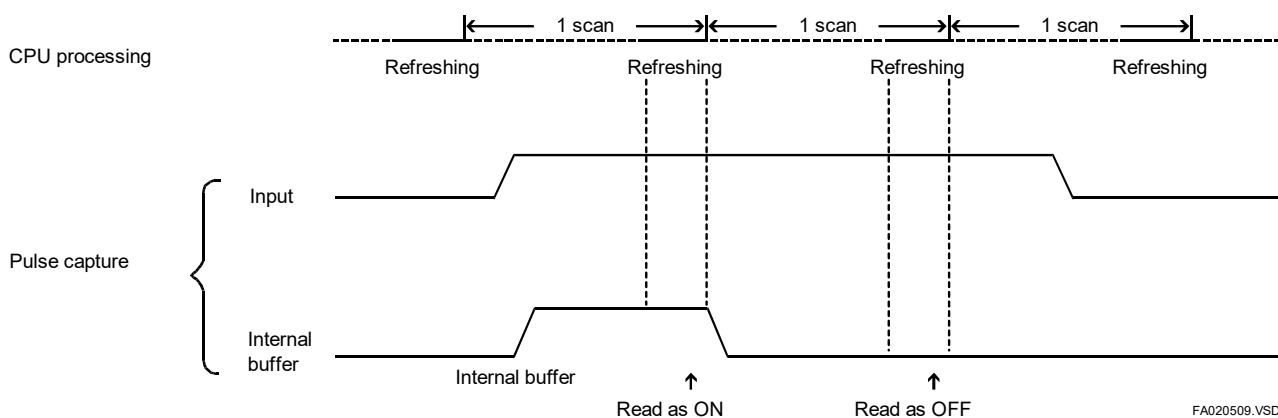 1 scan 1 scan 1 scan
CPU processing
Refreshing Refreshing Refreshing Refreshing
Input
Pulse capture
Internal
buffer
Internal buffer
Read as ON Read as OFF
FA020509.VSD